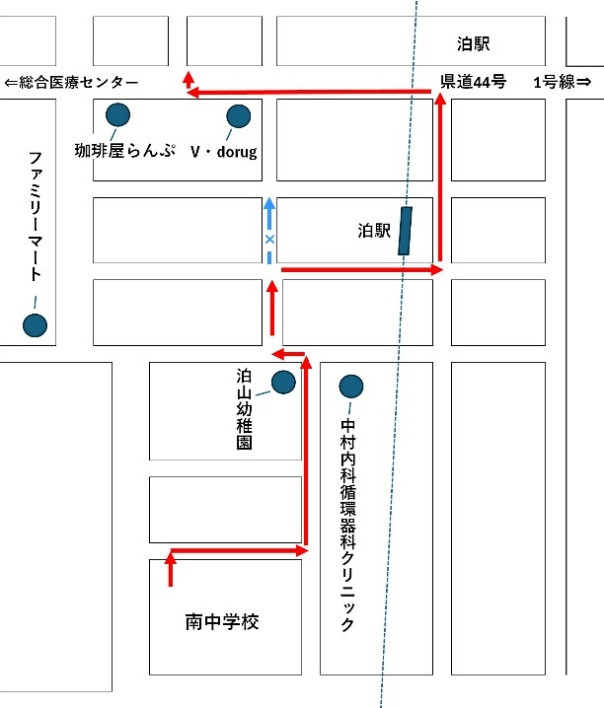 泊駅
⇐総合医療センター
県道44号 1号線⇒
珈琲屋らんぷ V・dorug
ファミリーマート
泊駅
×
泊山幼稚園
中村内科循環器科クリニック
南中学校